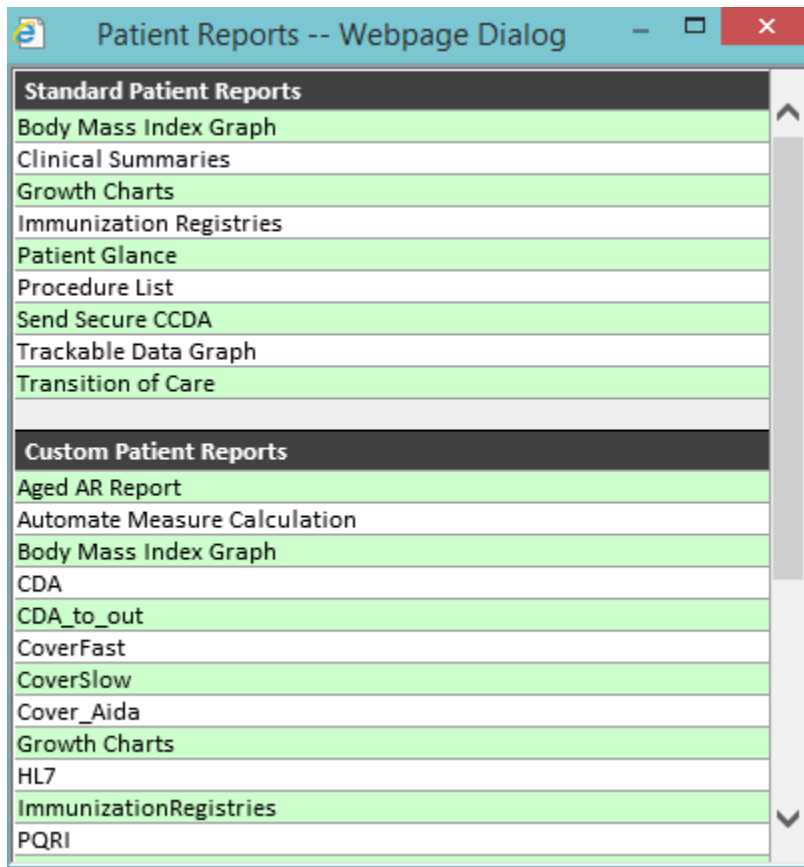 Patient Reports -- Webpage Dialog
Standard Patient Reports
Body Mass Index Graph
Clinical Summaries
Growth Charts
Immunization Registries
Patient Glance
Procedure List
Send Secure CCDA
Trackable Data Graph
Transition of Care
Custom Patient Reports
Aged AR Report
Automate Measure Calculation
Body Mass Index Graph
CDA
CDA_to_out
CoverFast
CoverSlow
Cover_Aida
Growth Charts
HL7
ImmunizationRegistries
PQRI